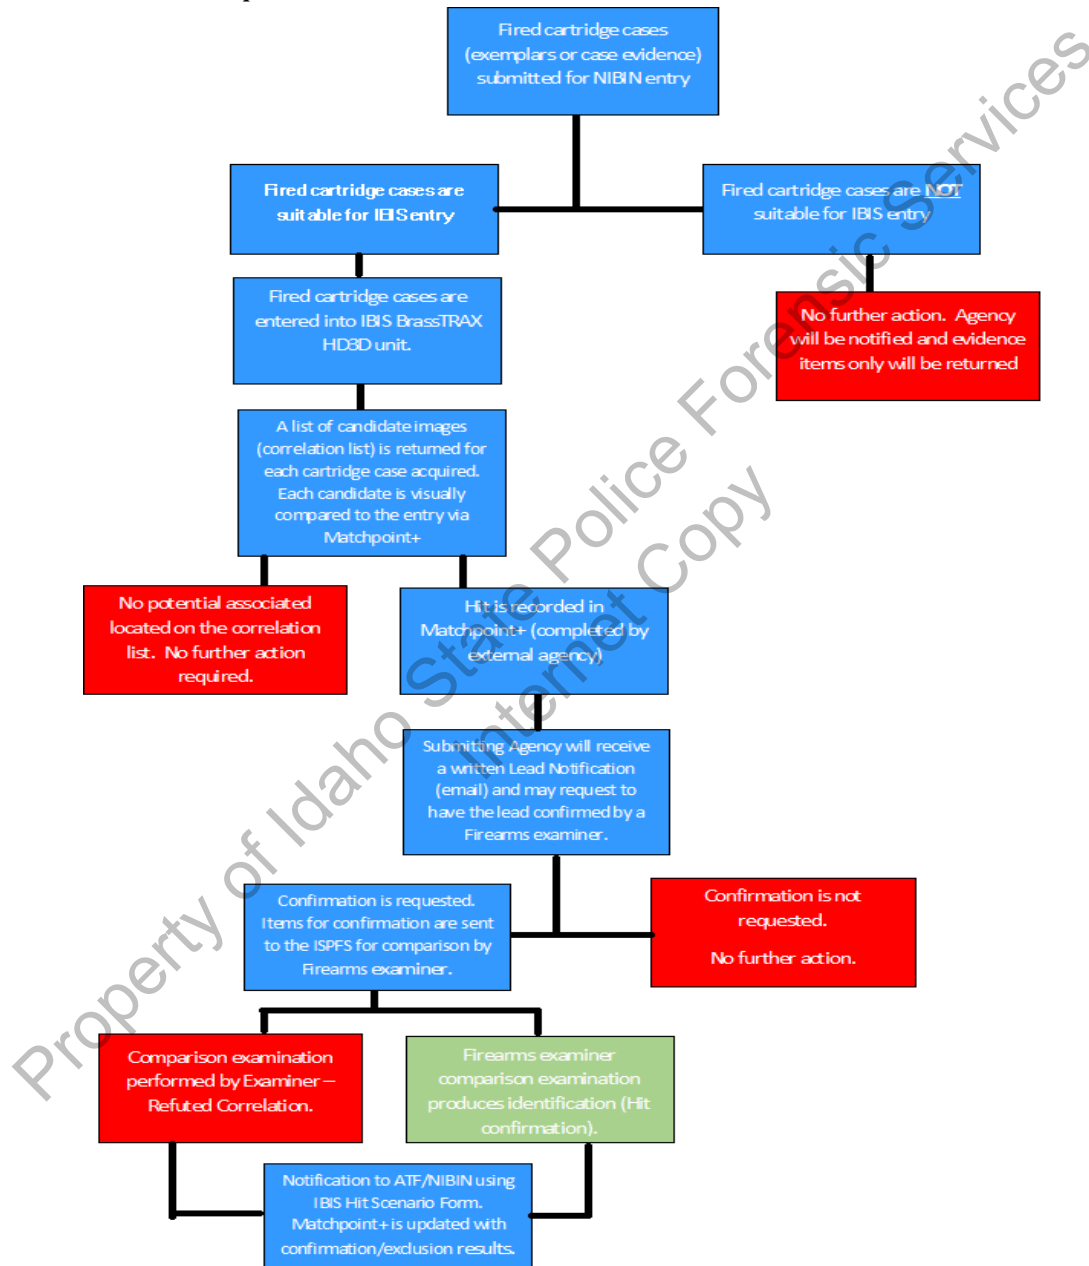 Fired cartridge cases
(exemplars or case evidence)
submitted for NIBIN entry
Fired cartridge cases are
suitable for IBIS entry
Fired cartridge cases are NOT
suitable for IBIS entry
Fired cartridge cases are
entered into IBIS BrassTRAX
HD3D unit.
No further action. Agency
will be notified and evidence
items only will be returned
A list of candidate images
(correlation list) is returned for
each cartridge case acquired.
Each candidate is visually
compared to the entry via
Matchpoint+
No potential associated
located on the correlation
list. No further action
required.
Hit is recorded in
Matchpoint+ (completed by
external agency)
Submitting Agency will receive
a written Lead Notification
(email) and may request to
have the lead confirmed by a
Firearms examiner.
Confirmation is requested.
Items for confirmation are sent
to the ISPFS for comparison by
Firearms examiner.
Confirmation is not
requested.
No further action.
Comparison examination
performed by Examiner –
Refuted Correlation.
Firearms examiner
comparison examination
produces identification (Hit
confirmation).
Notification to ATF/NIBIN using
IBIS Hit Scenario Form.
Matchpoint+ is updated with
confirmation/exclusion results.
Property of Idaho State Police Forensic Services
Internet Copy